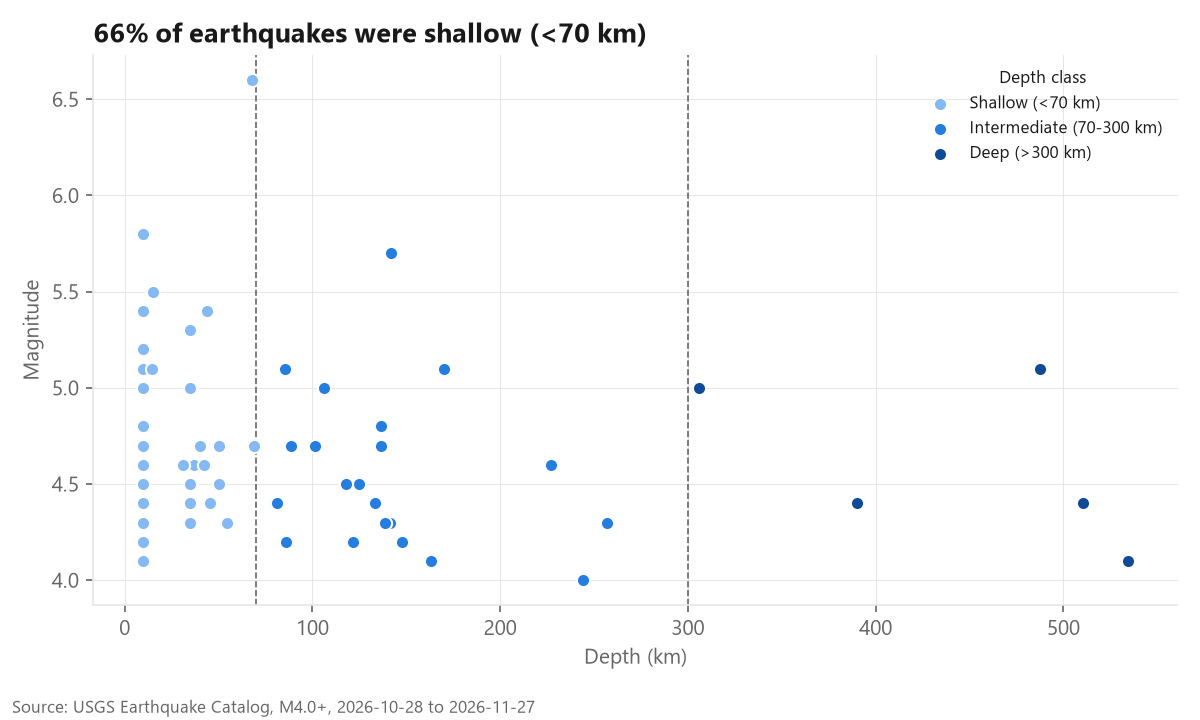 66% of earthquakes were shallow (<70 km)
Depth class
Shallow (<70 km)
Intermediate (70-300 km)
Deep (>300 km)
Magnitude
6.5
6.0
5.5
5.0
4.5
4.0
0 100 200 300 400 500
Depth (km)
Source: USGS Earthquake Catalog, M4.0+, 2026-10-28 to 2026-11-27